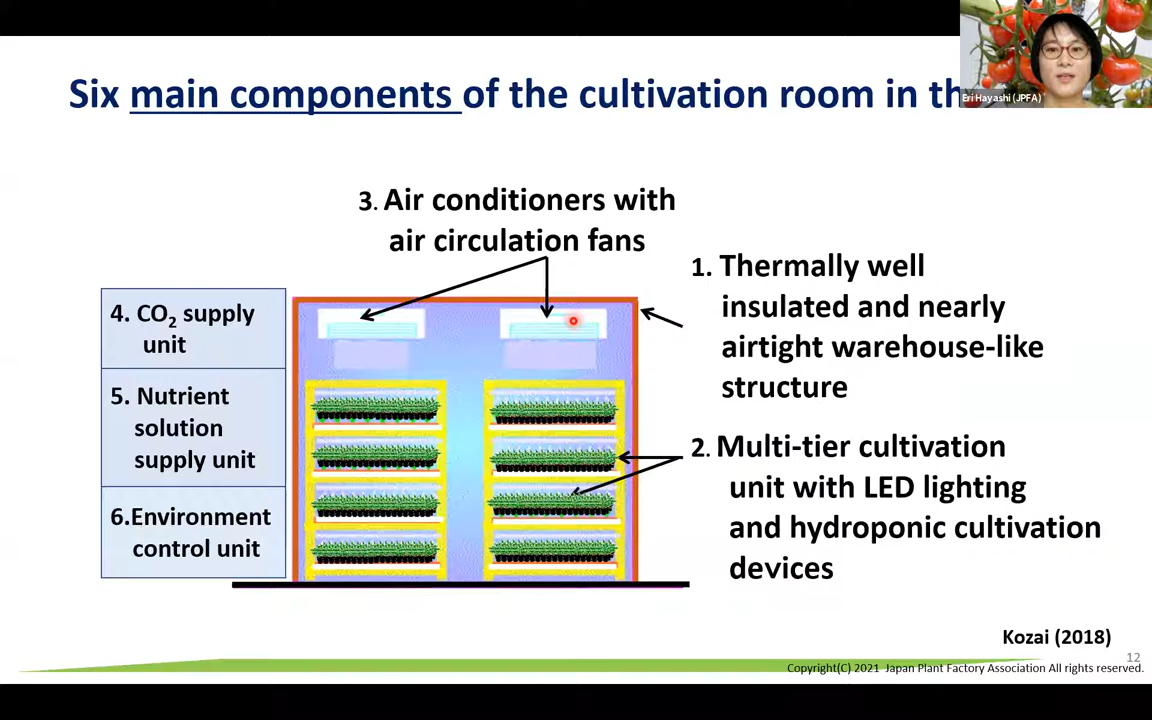 Six main components of the cultivation room in th
Eri Hayashi (JPFA)
3. Air conditioners with
air circulation fans
1. Thermally well
insulated and nearly
airtight warehouse-like
structure
4. CO2 supply
unit
5. Nutrient
solution
supply unit
6.Environment
control unit
2. Multi-tier cultivation
unit with LED lighting
and hydroponic cultivation
devices
Kozai (2018)
12
Copyright(C) 2021 Japan Plant Factory Association All rights reserved.